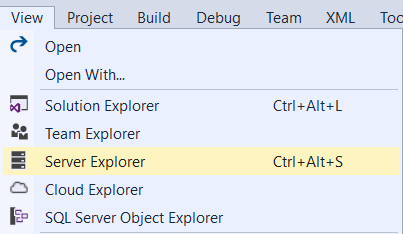 View Project Build Debug Team XML Too
Open
Open With...
Solution Explorer Ctrl+Alt+L
Team Explorer
Server Explorer Ctrl+Alt+S
Cloud Explorer
SQL Server Object Explorer